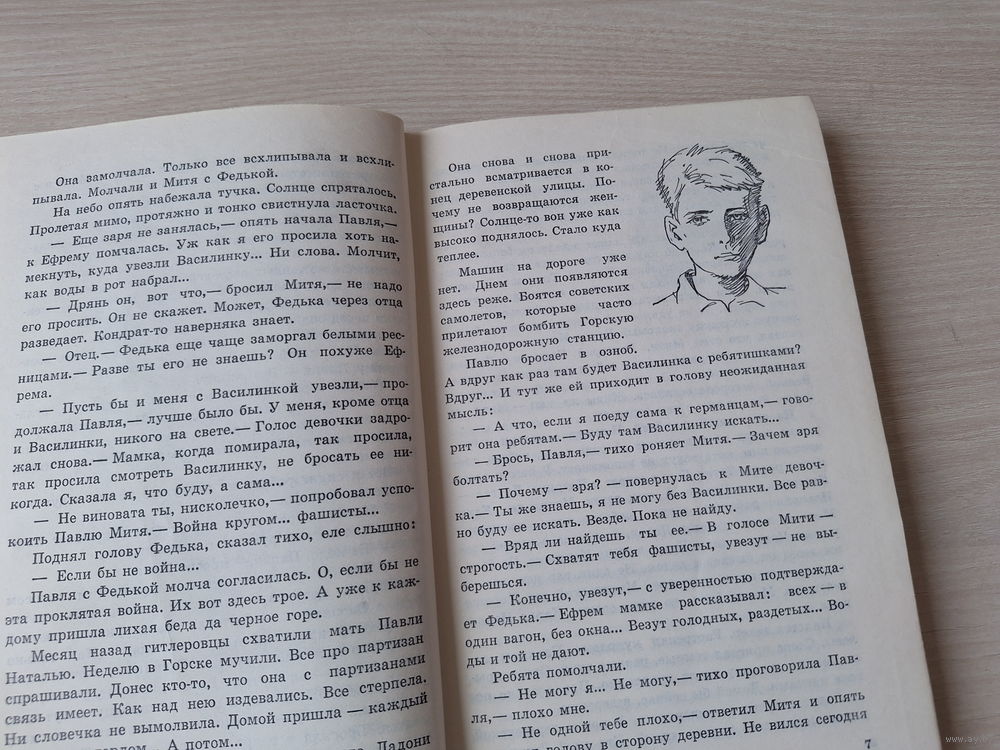 Она замолчала. Только все всхлипывала и всхли-
пывала. Молчали и Митя с Федькой.
На небо опять набежала тучка. Солнце спряталось.
Пролетая мимо, протяжно и тонко свистнула ласточка.
— Еще заря не занялась,— опять начала Павля,—
к Ефрему помчалась. Уж как я его просила хоть на-
мекнуть, куда увезли Василинку... Ни слова. Молчит,
как воды в рот набрал...
— Дрянь он, вот что,— бросил Митя,— не надо
его просить. Он не скажет. Может, Федька через отца
разведает. Кондрат-то наверняка знает.
— Отец.— Федька еще чаще заморгал белыми рес-
ницами.— Разве ты его не знаешь? Он похуже Еф-
рема.
— Пусть бы и меня с Василинкой увезли,— про-
должала Павля,— лучше было бы. У меня, кроме отца
и Василинки, никого на свете.— Голос девочки задро-
жал снова.— Мамка, когда помирала, так просила,
так просила смотреть Василинку, не бросать ее ни-
когда. Сказала я, что буду, а сама...
— Не виновата ты, нисколечко,— попробовал успо-
коить Павлю Митя.— Война кругом... фашисты...
Поднял голову Федька, сказал тихо, еле слышно:
— Если бы не война...
Павля с Федькой молча согласилась. О, если бы не
эта проклятая война. Их вот здесь трое. А уже к каж-
дому пришла лихая беда да черное горе.
Месяц назад гитлеровцы схватили мать Павли
Наталью. Неделю в Горске мучили. Все про партизан
спрашивали. Донес кто-то, что она с партизанами
связь имеет. Как над нею издевались. Все стерпела.
Ни словечка не вымолвила. Домой пришла — каждый
А потом...
Ладони
Она снова и снова при-
стально всматривается в ко-
нец деревенской улицы. По-
чему не возвращаются жен-
щины? Солнце-то вон уже как
высоко поднялось. Стало куда
теплее.
Машин на дороге уже
нет. Днем они появляются
здесь реже. Боятся советских
самолетов, которые часто
прилетают бомбить Горскую
железнодорожную станцию.
Павлю бросает в озноб.
А вдруг как раз там будет Василинка с ребятишками?
Вдруг... И тут же ей приходит в голову неожиданная
мысль:
— А что, если я поеду сама к германцам,— гово-
рит она ребятам.— Буду там Василинку искать...
— Брось, Павля,— тихо роняет Митя.— Зачем зря
болтать?
— Почему — зря? — повернулась к Мите девоч-
ка.— Ты же знаешь, я не могу без Василинки. Все рав-
но буду ее искать. Везде. Пока не найду.
— Вряд ли найдешь ты ее.— В голосе Мити —
строгость.— Схватят тебя фашисты, увезут — не вы-
берешься.
— Конечно, увезут,— с уверенностью подтвержда-
ет Федька.— Ефрем мамке рассказывал: всех — в
один вагон, без окна... Везут голодных, раздетых... Во-
ды и той не дают.
Ребята помолчали.
— Не могу я... Не могу,— тихо проговорила Пав-
ля,— плохо мне.
— Не одной тебе плохо,— ответил Митя и опять
голову в сторону деревни. Не вился сегодня
7